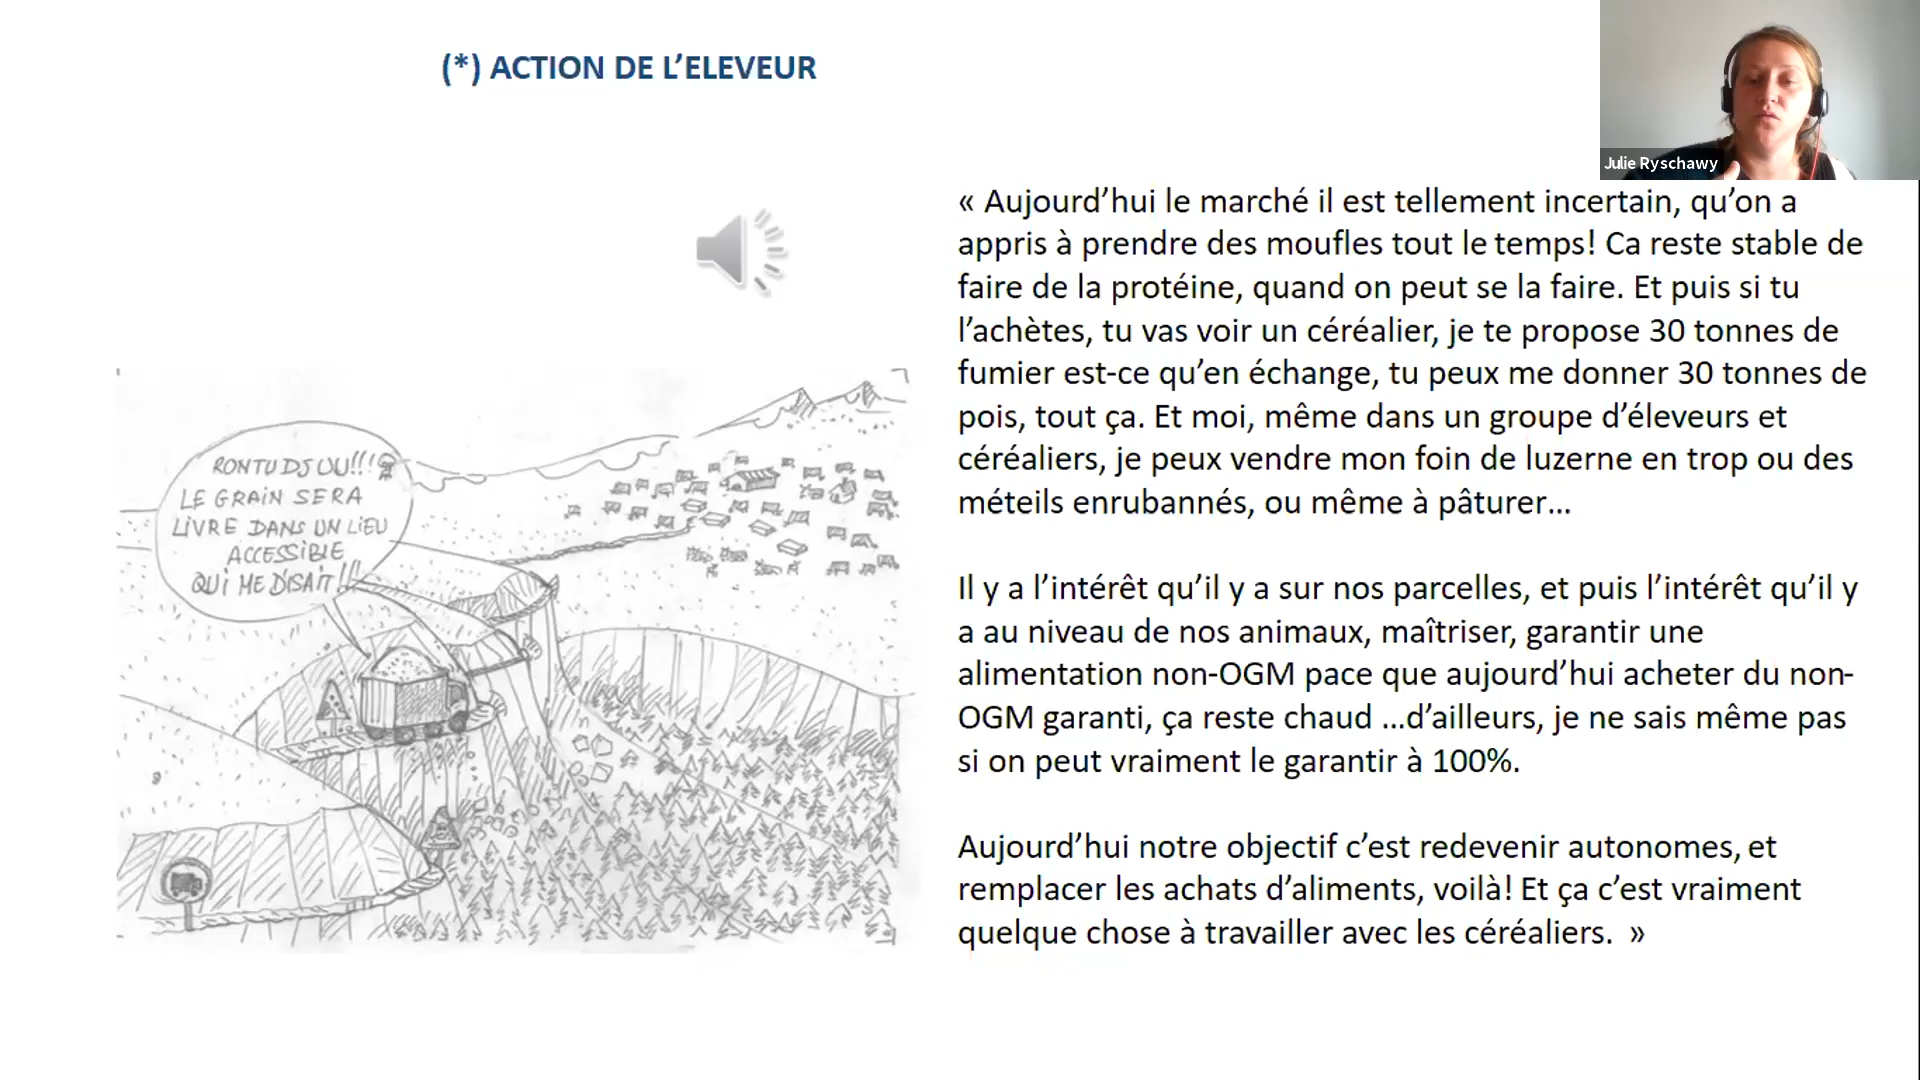 (*) ACTION DE L’ELEVEUR
Julie Ryschawy
« Aujourd’hui le marché il est tellement incertain, qu’on a
appris à prendre des moufles tout le temps! Ca reste stable de
faire de la protéine, quand on peut se la faire. Et puis si tu
l’achètes, tu vas voir un céréalier, je te propose 30 tonnes de
fumier est-ce qu’en échange, tu peux me donner 30 tonnes de
pois, tout ça. Et moi, même dans un groupe d’éleveurs et
céréaliers, je peux vendre mon foin de luzerne en trop ou des
méteils enrubannés, ou même à pâturer…
Il y a l’intérêt qu’il y a sur nos parcelles, et puis l’intérêt qu’il y
a au niveau de nos animaux, maîtriser, garantir une
alimentation non-OGM pace que aujourd’hui acheter du non-
OGM garanti, ça reste chaud …d’ailleurs, je ne sais même pas
si on peut vraiment le garantir à 100%.
Aujourd’hui notre objectif c’est redevenir autonomes, et
remplacer les achats d’aliments, voilà! Et ça c’est vraiment
quelque chose à travailler avec les céréaliers. »
RONTUDJUU!!!
LE GRAIN SERA
LIVRE DANS UN LIEU
ACCESSIBLE
QUI ME DISAIT!!